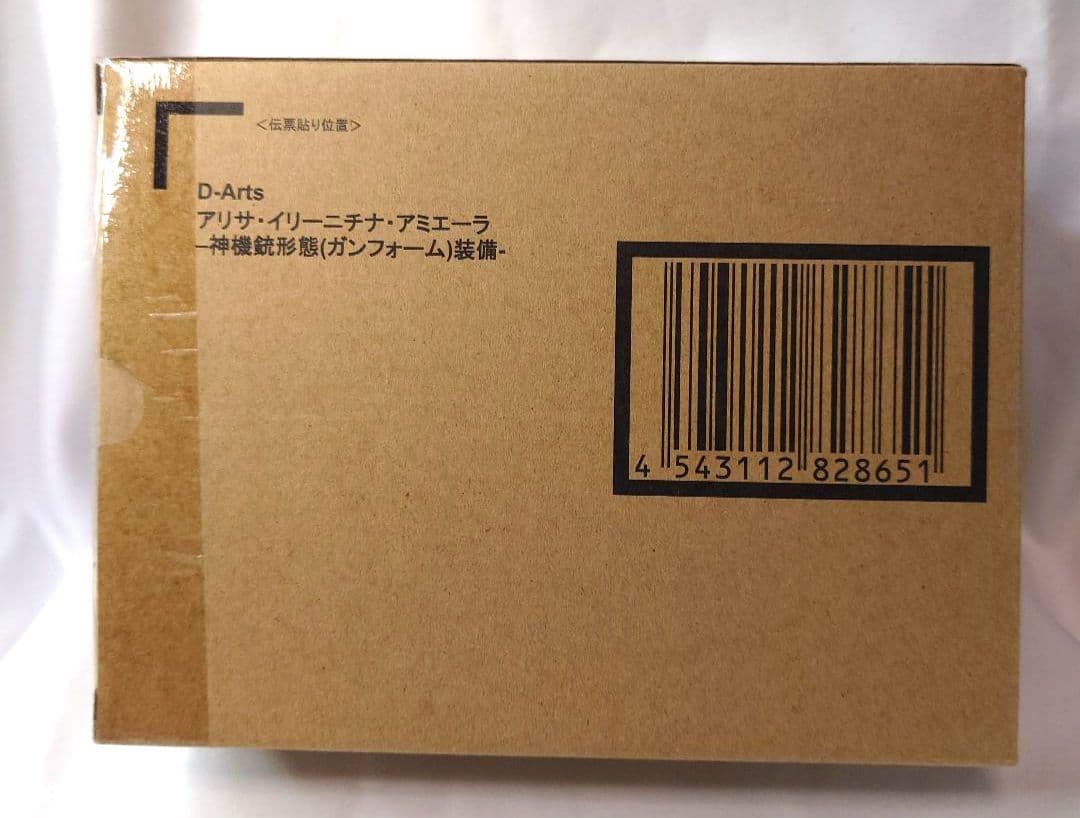 <伝票貼り位置>
D-Arts
アリサ・イリーニチナ・アミエーラ
–神機銃形態(ガンフォーム)装備-
4 543112 828651